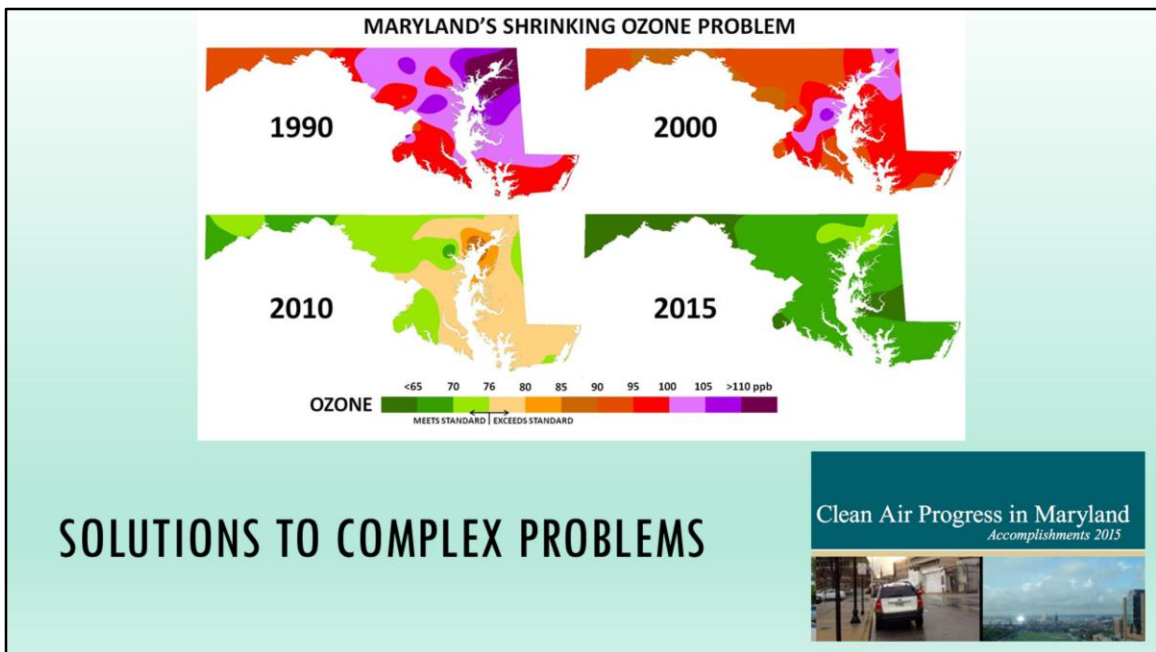 MARYLAND'S SHRINKING OZONE PROBLEM
1990
2000
2010
2015
<65 70 76 80 85 90 95 100 105 >110 ppb
OZONE
MEETS STANDARD | EXCEEDS STANDARD
SOLUTIONS TO COMPLEX PROBLEMS
Clean Air Progress in Maryland
Accomplishments 2015